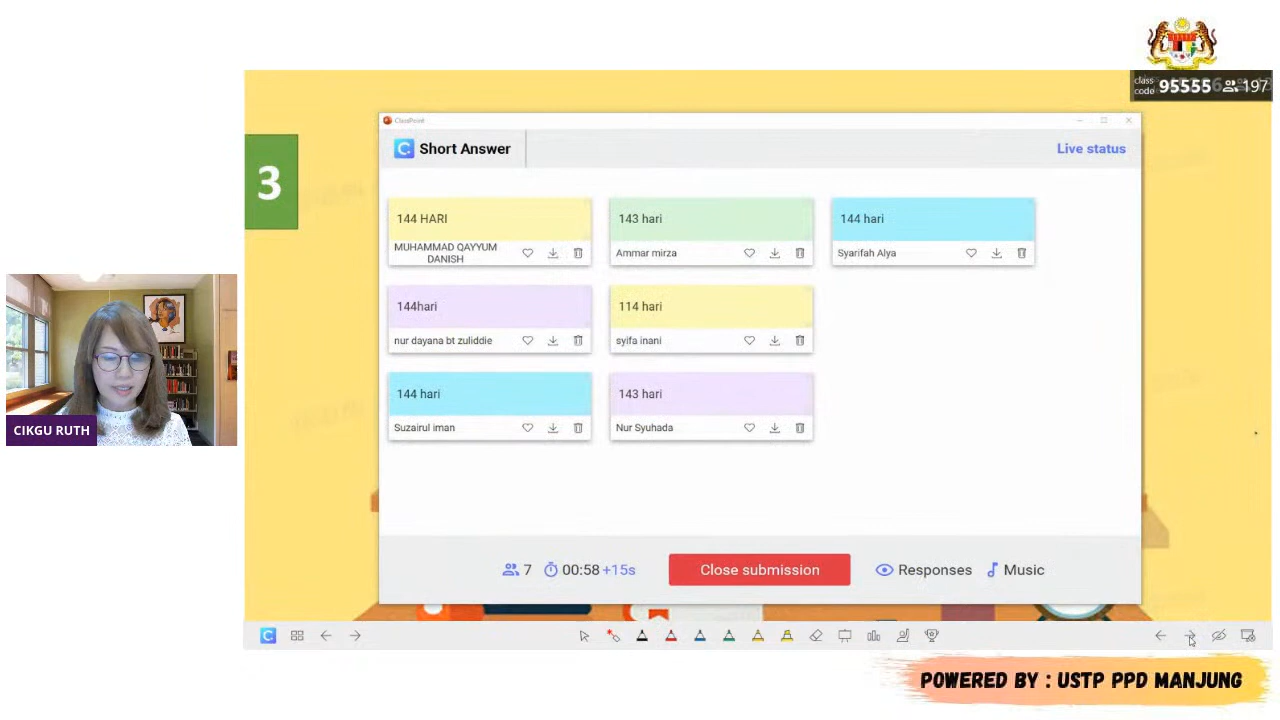 class
code 95555 197
ClassPoint
Short Answer
Live status
3
144 HARI
MUHAMMAD QAYYUM
DANISH
143 hari
Ammar mirza
144 hari
Syarifah Alya
144hari
nur dayana bt zuliddie
114 hari
syifa inani
144 hari
Suzairul iman
143 hari
Nur Syuhada
CIKGU RUTH
7 00:58 +15s
Close submission
Responses
Music
POWERED BY : USTP PPD MANJUNG